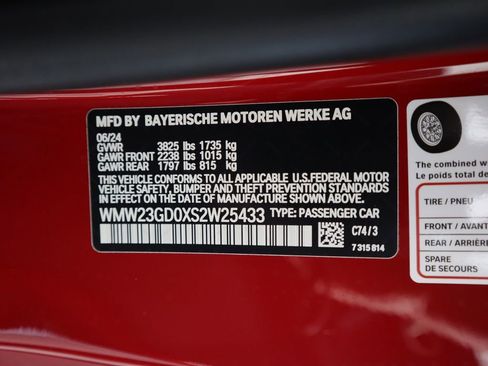 MFD BY BAYERISCHE MOTOREN WERKE AG
06/24
GVWR 3825 lbs 1735 kg
GAWR FRONT 2238 lbs 1015 kg
GAWR REAR 1797 lbs 815 kg
THIS VEHICLE CONFORMS TO ALL APPLICABLE U.S.FEDERAL MOTOR
VEHICLE SAFETY, BUMPER, AND THEFT PREVENTION STANDARDS
IN EFFECT ON THE DATE OF MANUFACTURE SHOWN ABOVE.
WMW23GD0XS2W25433 TYPE: PASSENGER CAR
C74/3
7315814
The combined w
Le poids total de
TIRE / PNEU
FRONT / AVANT
REAR / ARRIÈRE
SPARE
DE SECOURS